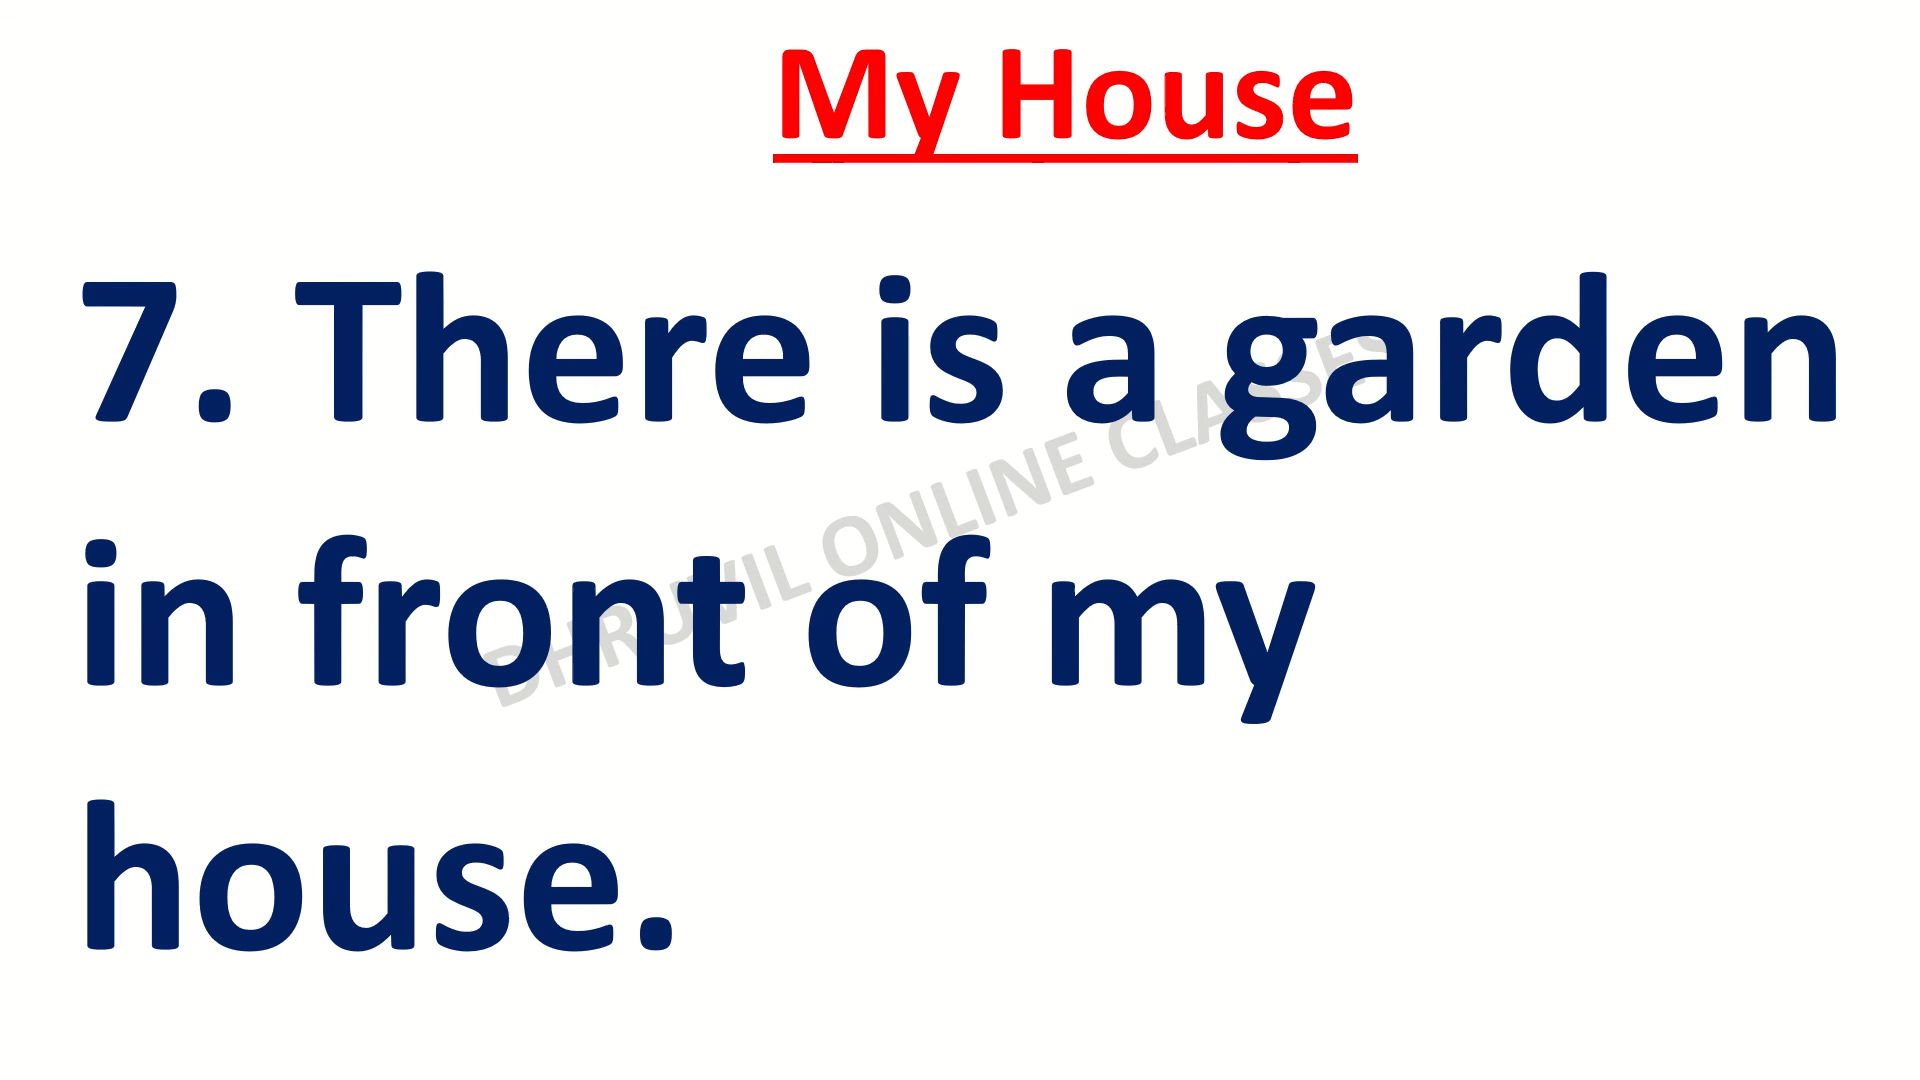 My House
7. There is a garden
in front of my
house.
DHRUVIL ONLINE CLASSES